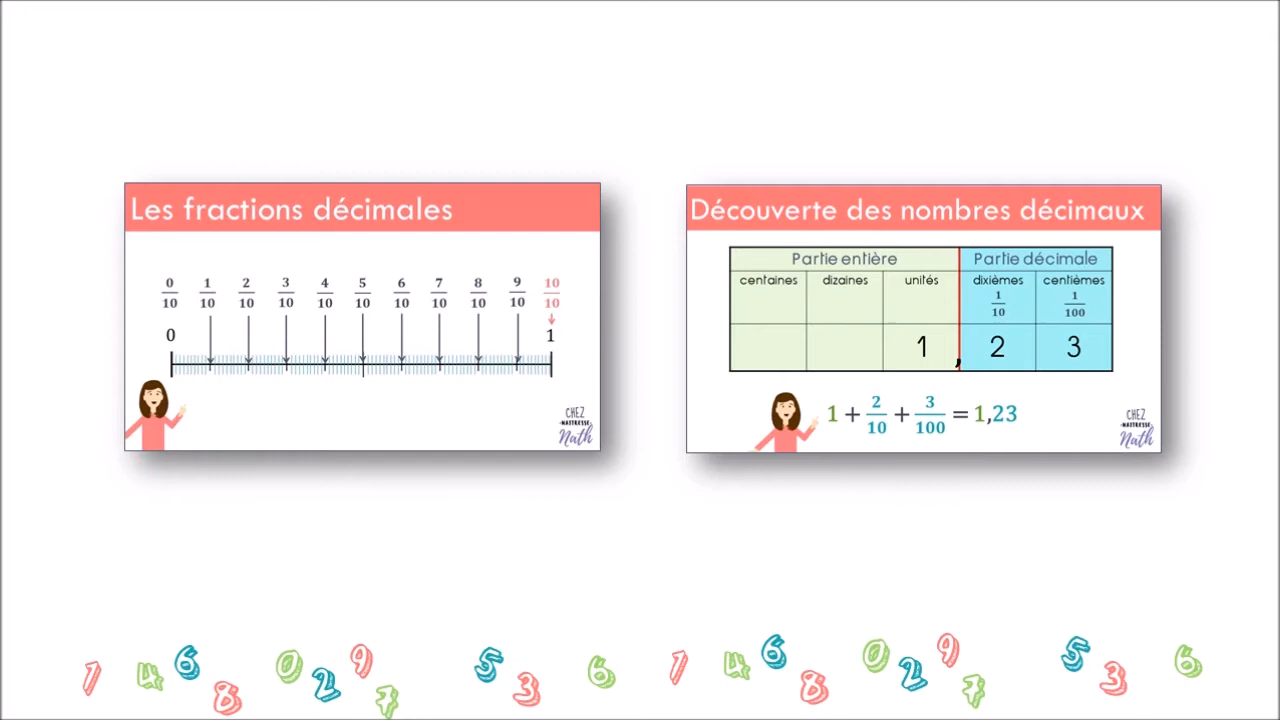 Les fractions décimales
0/10 1/10 2/10 3/10 4/10 5/10 6/10 7/10 8/10 9/10 10/10
0 1
CHEZ
MAITRESSE
Nath
Découverte des nombres décimaux
Partie entière Partie décimale
centaines dizaines unités dixièmes centièmes
1/10 1/100
1 , 2 3
1 + 2/10 + 3/100 = 1,23
CHEZ
MAITRESSE
Nath
1 4 6 8 0 2 9 7 5 3 6 1 4 6 8 0 2 9 7 5 3 6